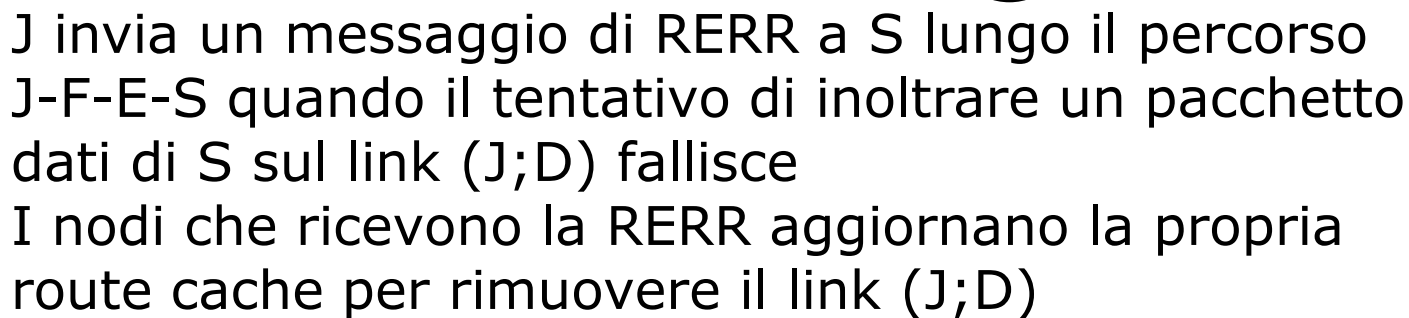 J invia un messaggio di RERR a S lungo il percorso
J-F-E-S quando il tentativo di inoltrare un pacchetto
dati di S sul link (J;D) fallisce
I nodi che ricevono la RERR aggiornano la propria
route cache per rimuovere il link (J;D)